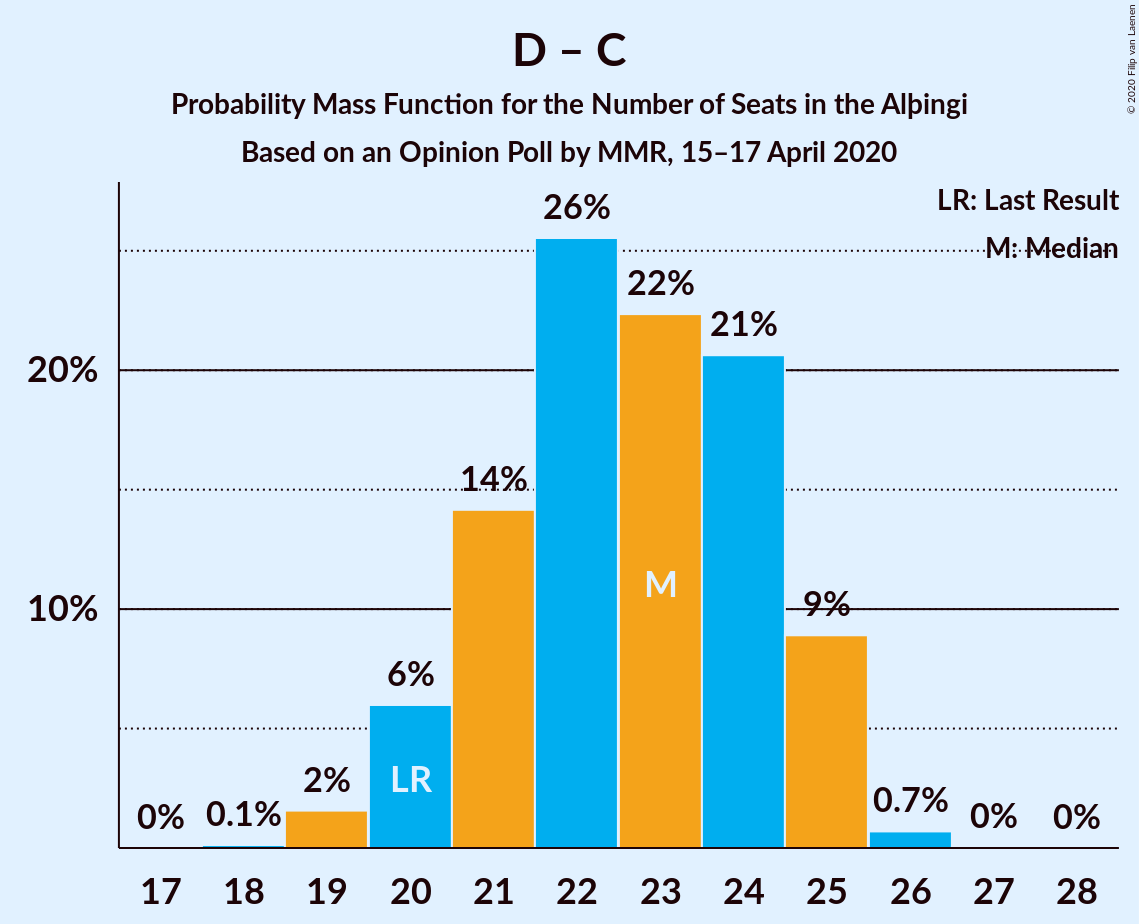 D – C
Probability Mass Function for the Number of Seats in the Alþingi
Based on an Opinion Poll by MMR, 15–17 April 2020
© 2020 Filip van Laenen
LR: Last Result
M: Median
26%
22%
21%
20%
14%
10%
9%
6%
2%
0.1%
0%
0.7%
0%
0%
M
LR
17 18 19 20 21 22 23 24 25 26 27 28